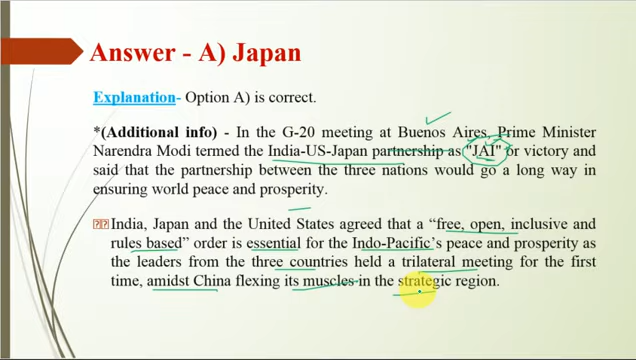 Answer - A) Japan
Explanation- Option A) is correct.
*(Additional info) - In the G-20 meeting at Buenos Aires, Prime Minister
Narendra Modi termed the India-US-Japan partnership as "JAI" or victory and
said that the partnership between the three nations would go a long way in
ensuring world peace and prosperity.
India, Japan and the United States agreed that a “free, open, inclusive and
rules based” order is essential for the Indo-Pacific's peace and prosperity as
the leaders from the three countries held a trilateral meeting for the first
time, amidst China flexing its muscles in the strategic region.